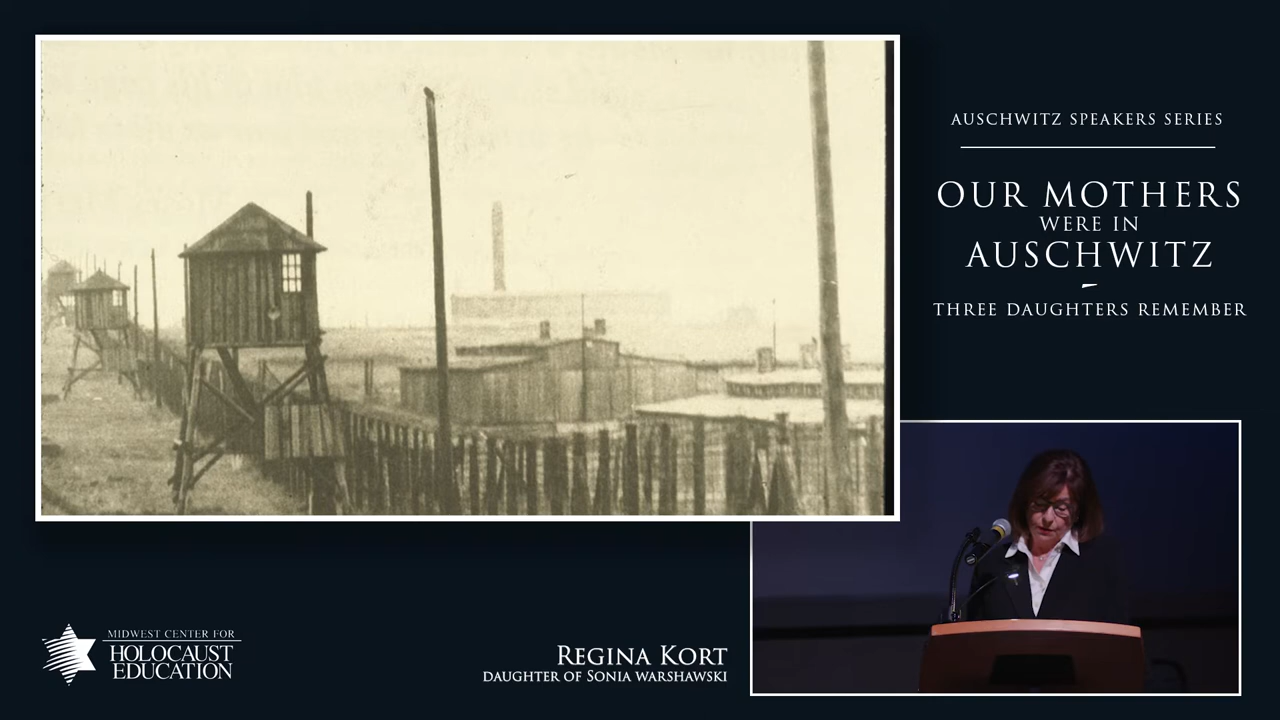 AUSCHWITZ SPEAKERS SERIES
OUR MOTHERS
WERE IN
AUSCHWITZ
THREE DAUGHTERS REMEMBER
MIDWEST CENTER FOR
HOLOCAUST
EDUCATION
REGINA KORT
DAUGHTER OF SONIA WARSHAWSKI